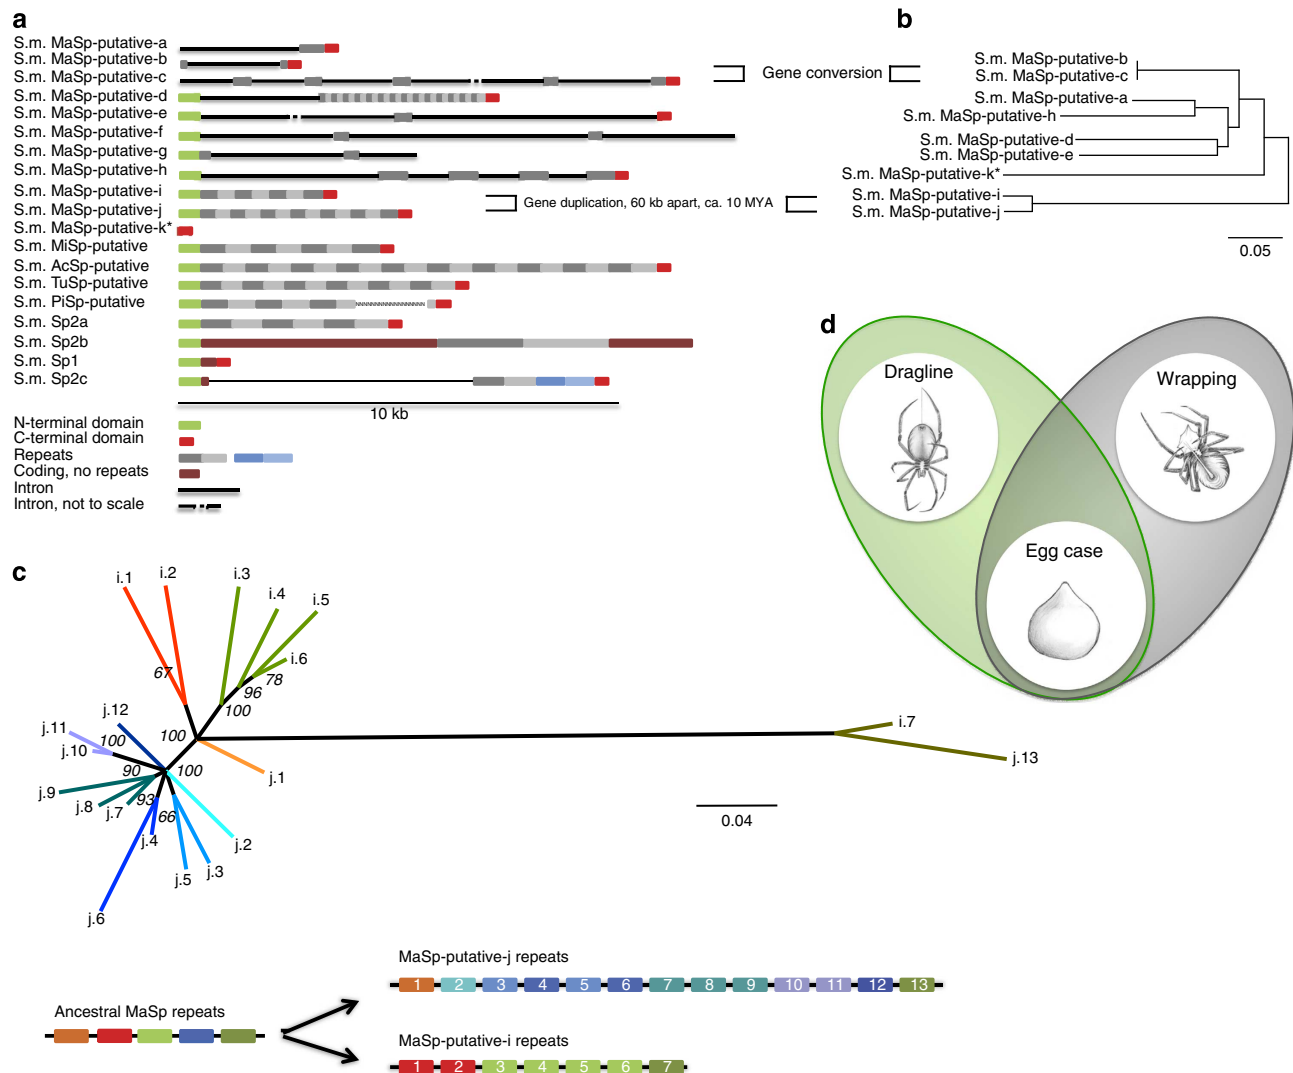 a
S.m. MaSp-putative-a
S.m. MaSp-putative-b
S.m. MaSp-putative-c
S.m. MaSp-putative-d
S.m. MaSp-putative-e
S.m. MaSp-putative-f
S.m. MaSp-putative-g
S.m. MaSp-putative-h
S.m. MaSp-putative-i
S.m. MaSp-putative-j
S.m. MaSp-putative-k*
S.m. MiSp-putative
S.m. AcSp-putative
S.m. TuSp-putative
S.m. PiSp-putative
S.m. Sp2a
S.m. Sp2b
S.m. Sp1
S.m. Sp2c
10 kb
N-terminal domain
C-terminal domain
Repeats
Coding, no repeats
Intron
Intron, not to scale
Gene conversion
Gene duplication, 60 kb apart, ca. 10 MYA
b
S.m. MaSp-putative-b
S.m. MaSp-putative-c
S.m. MaSp-putative-a
S.m. MaSp-putative-h
S.m. MaSp-putative-d
S.m. MaSp-putative-e
S.m. MaSp-putative-k*
S.m. MaSp-putative-i
S.m. MaSp-putative-j
0.05
d
Dragline
Wrapping
Egg case
c
i.1
i.2
i.3
i.4
i.5
i.6
67
78
96
100
j.12
j.11
100
100
j.10
90
100
j.1
j.9
j.8
j.7
93
66
j.4
j.2
j.3
j.5
j.6
i.7
j.13
0.04
MaSp-putative-j repeats
1 2 3 4 5 6 7 8 9 10 11 12 13
Ancestral MaSp repeats
MaSp-putative-i repeats
1 2 3 4 5 6 7